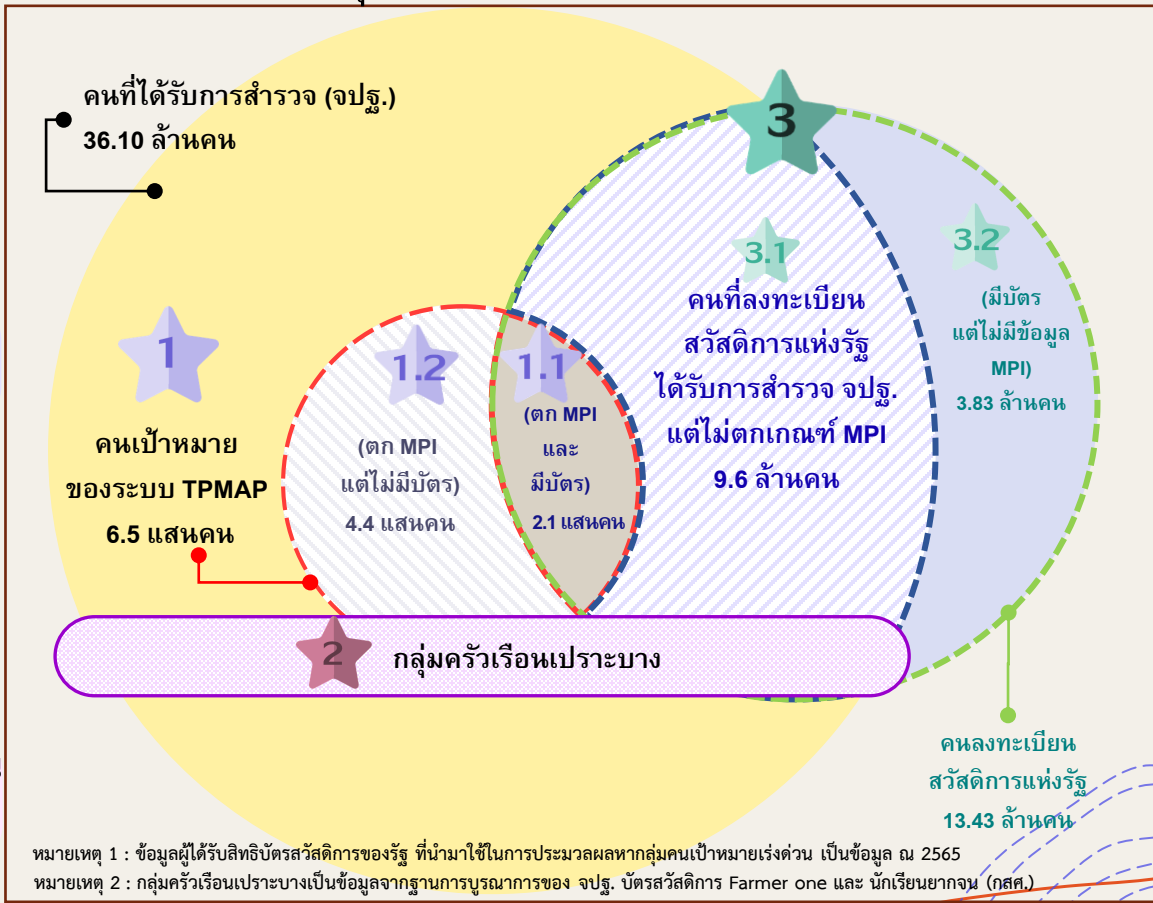 คนที่ได้รับการสำรวจ (จปฐ.)
36.10 ล้านคน
3
3.1
คนที่ลงทะเบียน
สวัสดิการแห่งรัฐ
ได้รับการสำรวจ จปฐ.
แต่ไม่ตกเกณฑ์ MPI
9.6 ล้านคน
3.2
(มีบัตร
แต่ไม่มีข้อมูล
MPI)
3.83 ล้านคน
1
คนเป้าหมาย
ของระบบ TPMAP
6.5 แสนคน
1.2
(ตก MPI
แต่ไม่มีบัตร)
4.4 แสนคน
1.1
(ตก MPI
และ
มีบัตร)
2.1 แสนคน
2 กลุ่มครัวเรือนเปราะบาง
คนลงทะเบียน
สวัสดิการแห่งรัฐ
13.43 ล้านคน
หมายเหตุ 1 : ข้อมูลผู้ได้รับสิทธิบัตรสวัสดิการของรัฐ ที่นำมาใช้ในการประมวลผลหากลุ่มคนเป้าหมายเร่งด่วน เป็นข้อมูล ณ 2565
หมายเหตุ 2 : กลุ่มครัวเรือนเปราะบางเป็นข้อมูลจากฐานการบูรณาการของ จปฐ. บัตรสวัสดิการ Farmer one และ นักเรียนยากจน (กสศ.)